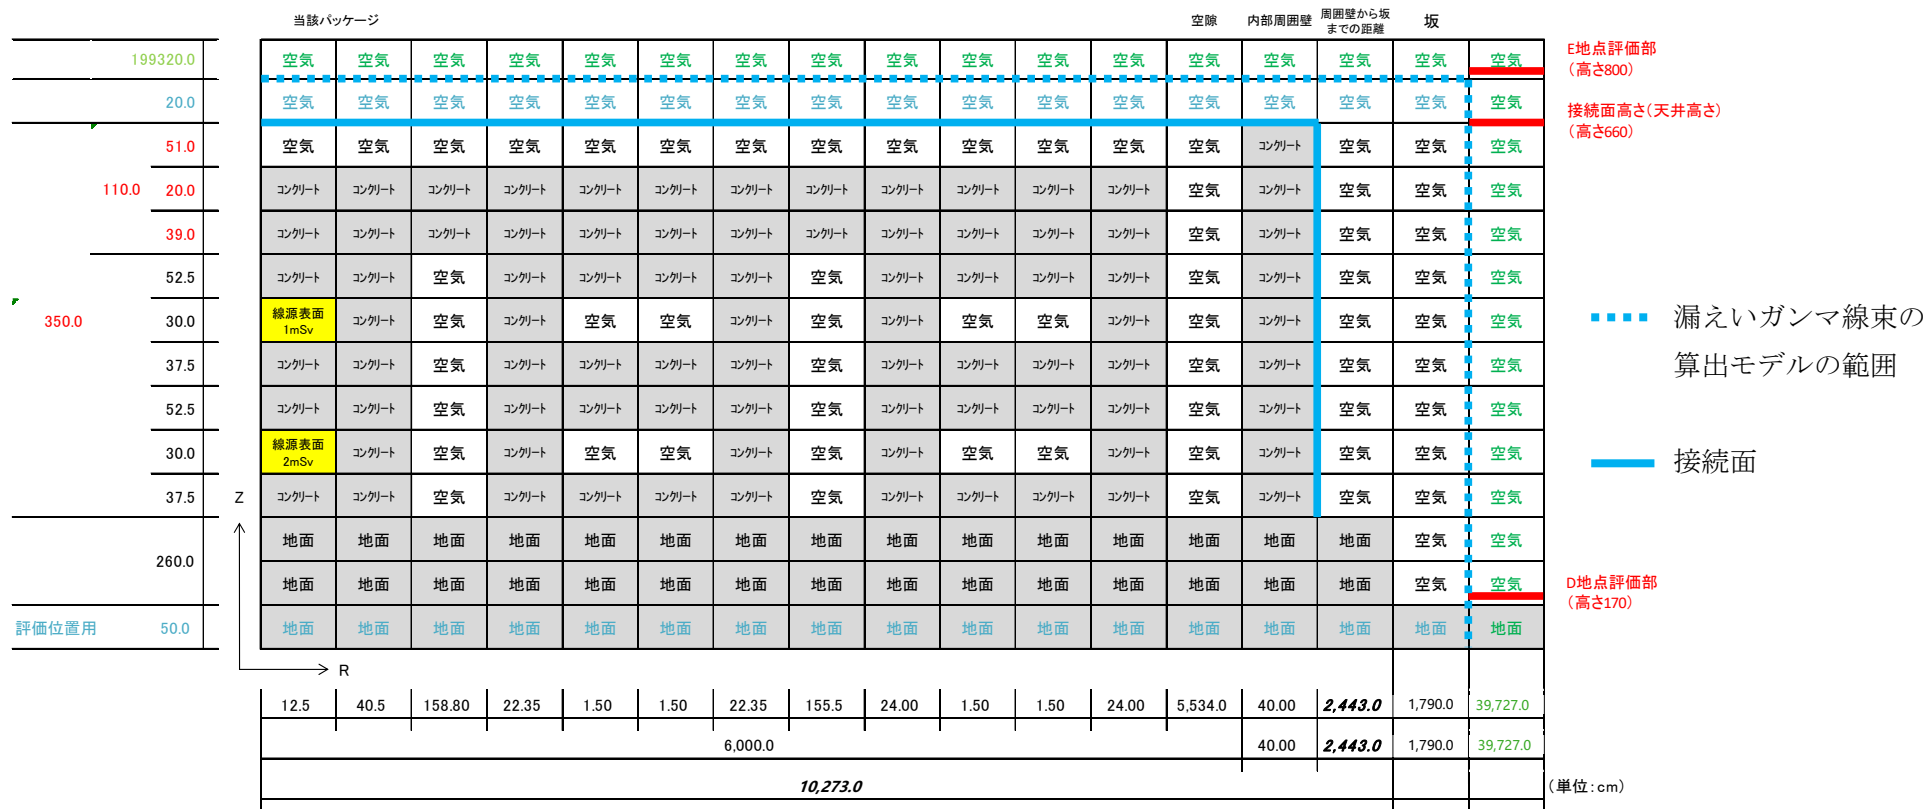 当該パッケージ 空隙 内部周囲壁 周囲壁から坂 坂
までの距離
199320.0 空気 空気 空気 空気 空気 空気 空気 空気 空気 空気 空気 空気 空気 空気 空気 空気 空気 E地点評価部
(高さ800)
20.0 空気 空気 空気 空気 空気 空気 空気 空気 空気 空気 空気 空気 空気 空気 空気 空気 空気 接続面高さ(天井高さ)
(高さ660)
51.0 空気 空気 空気 空気 空気 空気 空気 空気 空気 空気 空気 空気 空気 コンクリート 空気 空気 空気
110.0 20.0 コンクリート コンクリート コンクリート コンクリート コンクリート コンクリート コンクリート コンクリート コンクリート コンクリート コンクリート コンクリート 空気 コンクリート 空気 空気 空気
39.0 コンクリート コンクリート コンクリート コンクリート コンクリート コンクリート コンクリート コンクリート コンクリート コンクリート コンクリート コンクリート 空気 コンクリート 空気 空気 空気
52.5 コンクリート コンクリート 空気 コンクリート コンクリート コンクリート コンクリート 空気 コンクリート コンクリート コンクリート コンクリート 空気 コンクリート 空気 空気 空気
350.0 30.0 線源表面 コンクリート 空気 コンクリート 空気 空気 コンクリート 空気 コンクリート 空気 空気 コンクリート 空気 コンクリート 空気 空気 空気
1mSv
37.5 コンクリート コンクリート 空気 コンクリート コンクリート コンクリート コンクリート 空気 コンクリート コンクリート コンクリート コンクリート 空気 コンクリート 空気 空気 空気
52.5 コンクリート コンクリート 空気 コンクリート コンクリート コンクリート コンクリート 空気 コンクリート コンクリート コンクリート コンクリート 空気 コンクリート 空気 空気 空気
30.0 線源表面 コンクリート 空気 コンクリート 空気 空気 コンクリート 空気 コンクリート 空気 空気 コンクリート 空気 コンクリート 空気 空気 空気
2mSv
37.5 Z コンクリート コンクリート 空気 コンクリート コンクリート コンクリート コンクリート 空気 コンクリート コンクリート コンクリート コンクリート 空気 コンクリート 空気 空気 空気
地面 地面 地面 地面 地面 地面 地面 地面 地面 地面 地面 地面 地面 地面 地面 空気 空気
260.0
地面 地面 地面 地面 地面 地面 地面 地面 地面 地面 地面 地面 地面 地面 地面 空気 空気 D地点評価部
(高さ170)
評価位置用 50.0 地面 地面 地面 地面 地面 地面 地面 地面 地面 地面 地面 地面 地面 地面 地面 地面 地面
R
12.5 40.5 158.80 22.35 1.50 1.50 22.35 155.5 24.00 1.50 1.50 24.00 5,534.0 40.00 2,443.0 1,790.0 39,727.0
6,000.0 40.00 2,443.0 1,790.0 39,727.0
10,273.0 (単位:cm)
漏えいガンマ線束の
算出モデルの範囲
接続面